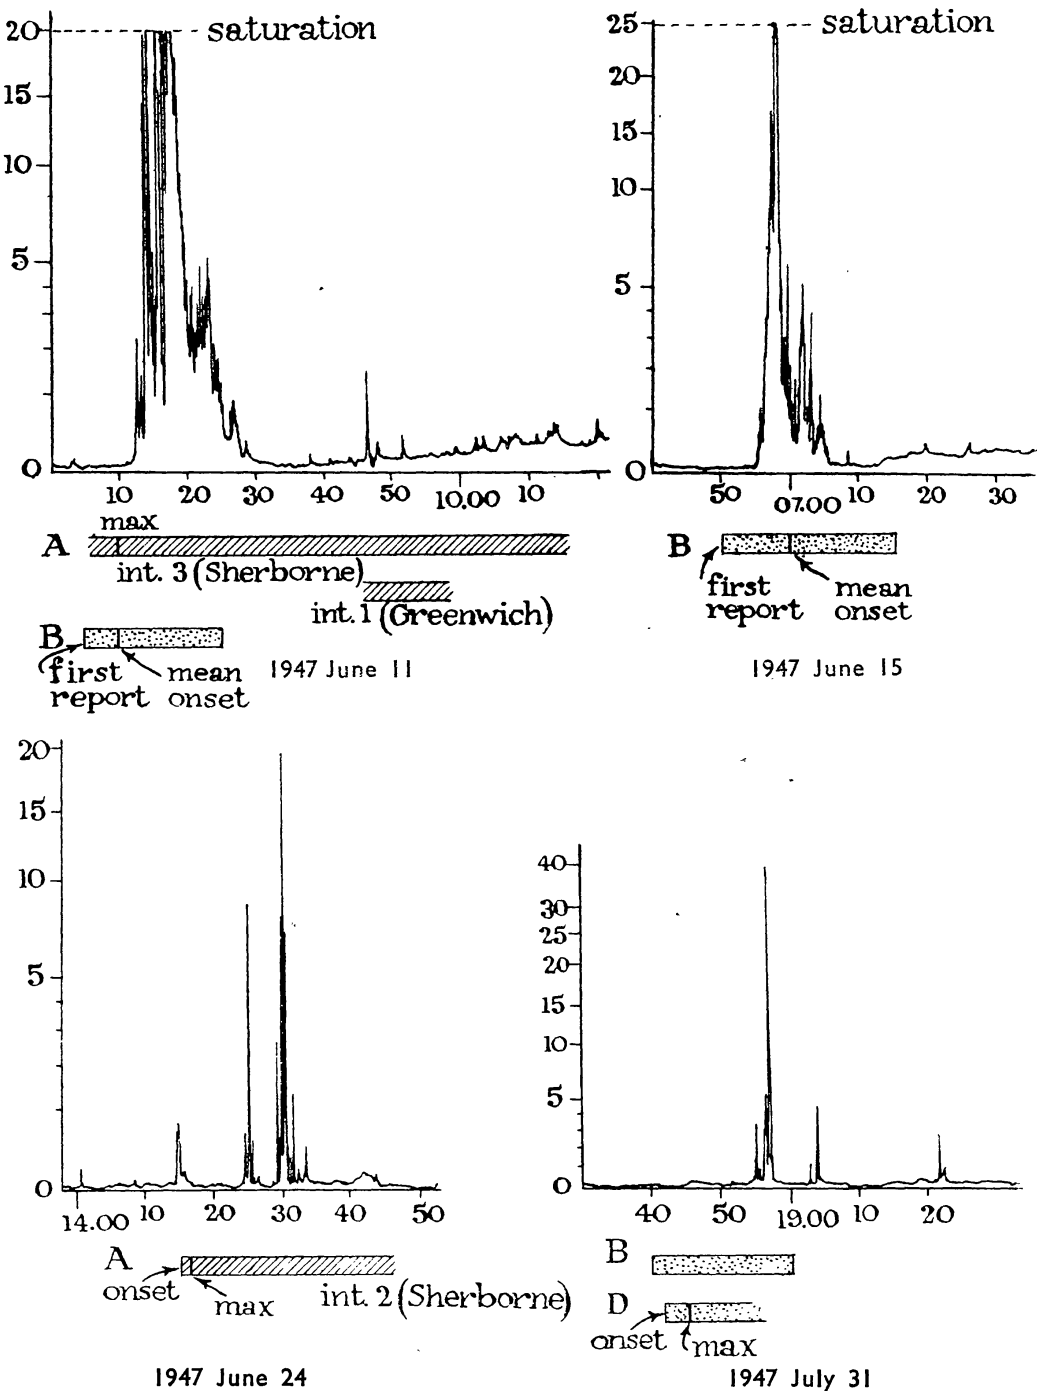 20 saturation
15
10
5
0
10 20 30 40 50 10.00 10
max
A
int. 3 (Sherborne)
int. 1 (Greenwich)
B
first report
mean onset
1947 June 11
25 saturation
20
15
10
5
0
50 07.00 10 20 30
B
first report
mean onset
1947 June 15
20
15
10
5
0
14.00 10 20 30 40 50
A
onset
max
int. 2 (Sherborne)
1947 June 24
40
30
25
20
15
10
5
0
40 50 19.00 10 20
B
D
onset
max
1947 July 31